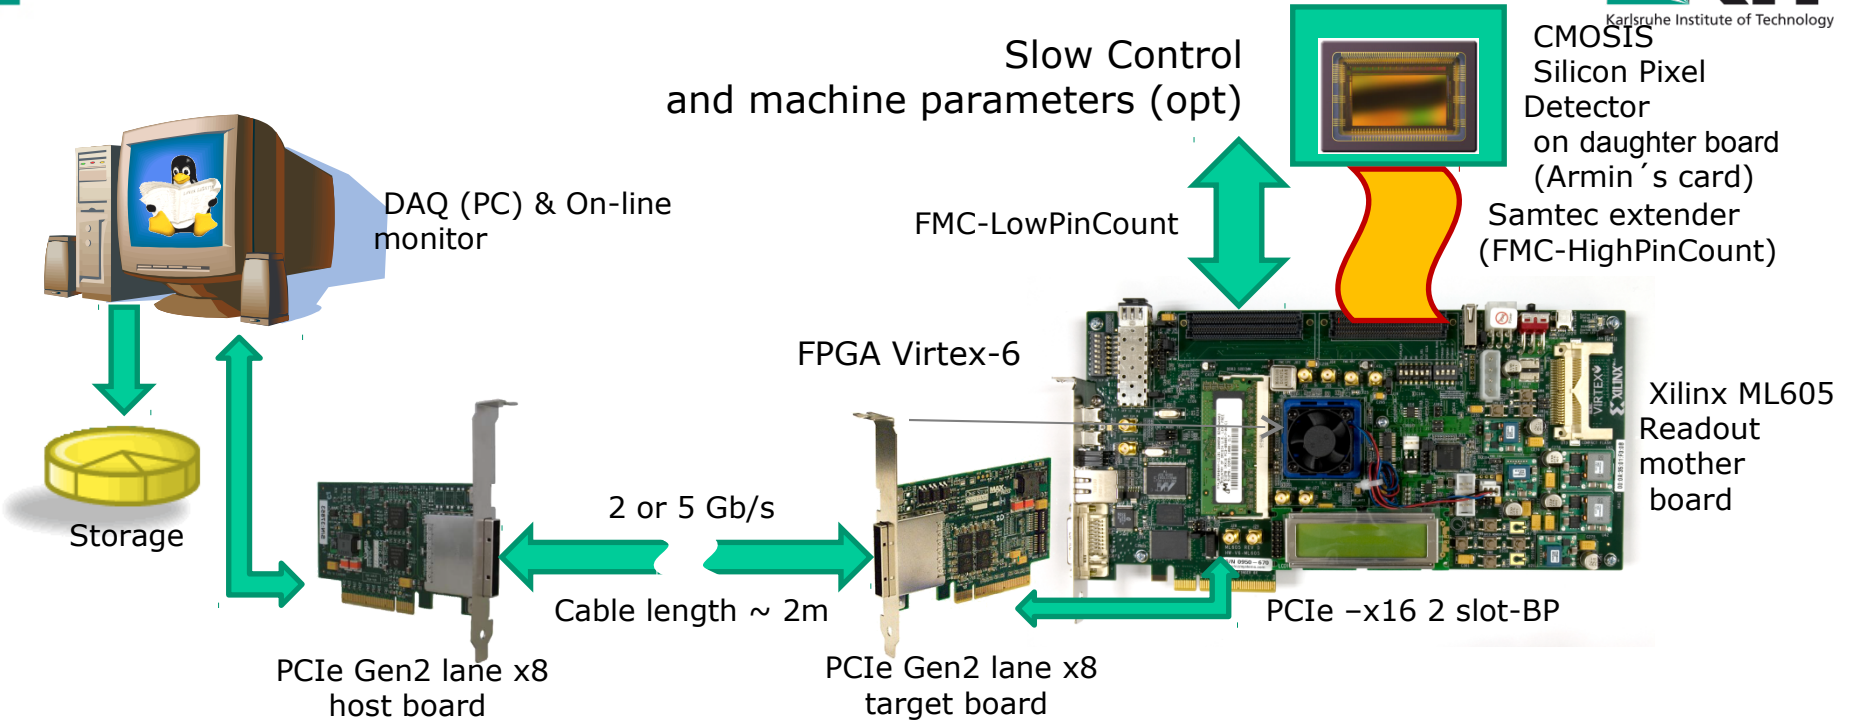 Karlsruhe Institute of Technology
Slow Control
and machine parameters (opt)
CMOSIS
Silicon Pixel
Detector
on daughter board
(Armin´s card)
Samtec extender
(FMC-HighPinCount)
DAQ (PC) & On-line
monitor
FMC-LowPinCount
FPGA Virtex-6
VIRTEX
XILINX
Xilinx ML605
Readout
mother
board
Storage
2 or 5 Gb/s
Cable length ~ 2m
PCIe –x16 2 slot-BP
PCIe Gen2 lane x8
host board
PCIe Gen2 lane x8
target board